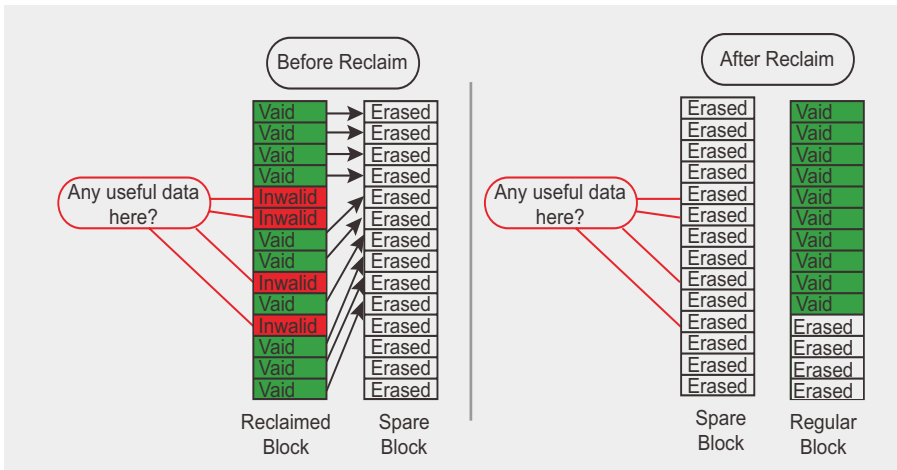 Before Reclaim
Any useful data
here?
Vaid
Vaid
Vaid
Vaid
Inwalid
Inwalid
Vaid
Vaid
Inwalid
Vaid
Inwalid
Vaid
Vaid
Vaid
Reclaimed
Block
Erased
Erased
Erased
Erased
Erased
Erased
Erased
Erased
Erased
Erased
Erased
Erased
Erased
Erased
Spare
Block
After Reclaim
Any useful data
here?
Erased
Erased
Erased
Erased
Erased
Erased
Erased
Erased
Erased
Erased
Erased
Erased
Erased
Erased
Spare
Block
Vaid
Vaid
Vaid
Vaid
Vaid
Vaid
Vaid
Vaid
Vaid
Vaid
Erased
Erased
Erased
Erased
Regular
Block